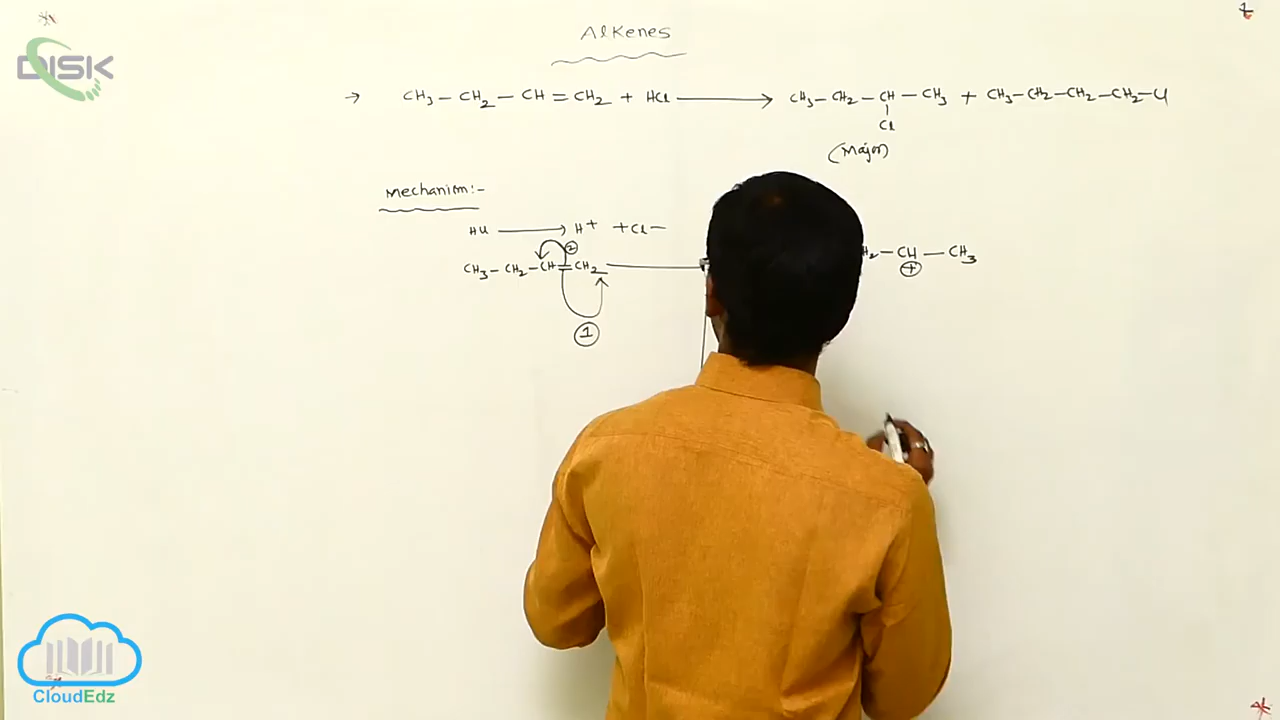 DISK
Alkenes
→ CH3 – CH2 – CH = CH2 + HCl ⟶ CH3 – CH2 – CH – CH3 + CH3 – CH2 – CH2 – CH2 – Cl
Cl
(Major)
Mechanism:-
HCl ⟶ H+ + Cl–
②
CH3 – CH2 – CH = CH2 ⟶ H2 – CH – CH3
⊕
①
CloudEdz